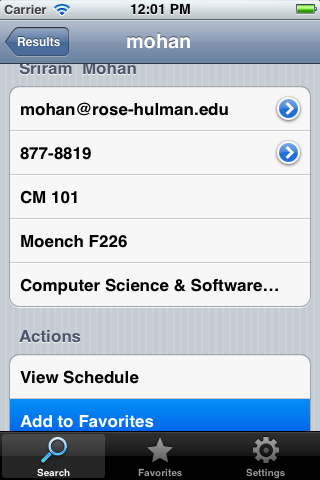 Carrier 12:01 PM
Results mohan
Sriram Mohan
mohan@rose-hulman.edu
877-8819
CM 101
Moench F226
Computer Science & Software...
Actions
View Schedule
Add to Favorites
Search Favorites Settings